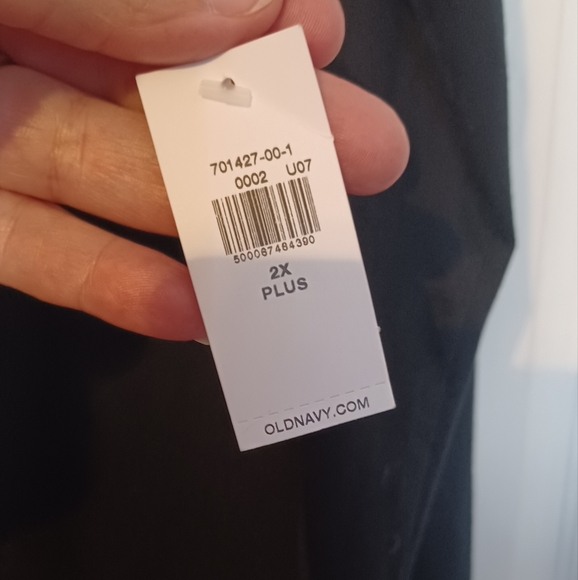 701427-00-1
0002 U07
500087484390
2X
PLUS
OLDNAVY.COM